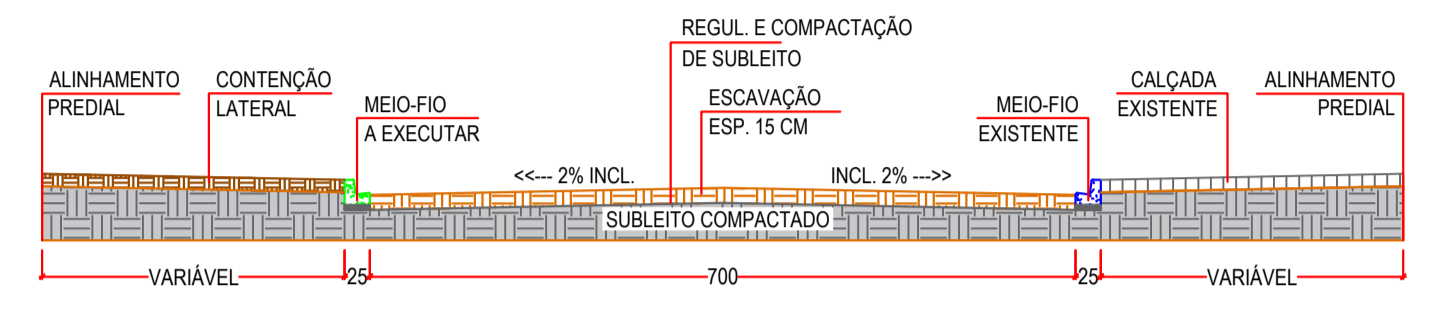 REGUL. E COMPACTAÇÃO
DE SUBLEITO
ALINHAMENTO
PREDIAL
CONTENÇÃO
LATERAL
MEIO-FIO
A EXECUTAR
ESCAVAÇÃO
ESP. 15 CM
MEIO-FIO
EXISTENTE
CALÇADA
EXISTENTE
ALINHAMENTO
PREDIAL
<<--- 2% INCL.
INCL. 2% --->>
SUBLEITO COMPACTADO
VARIÁVEL
25
700
25
VARIÁVEL